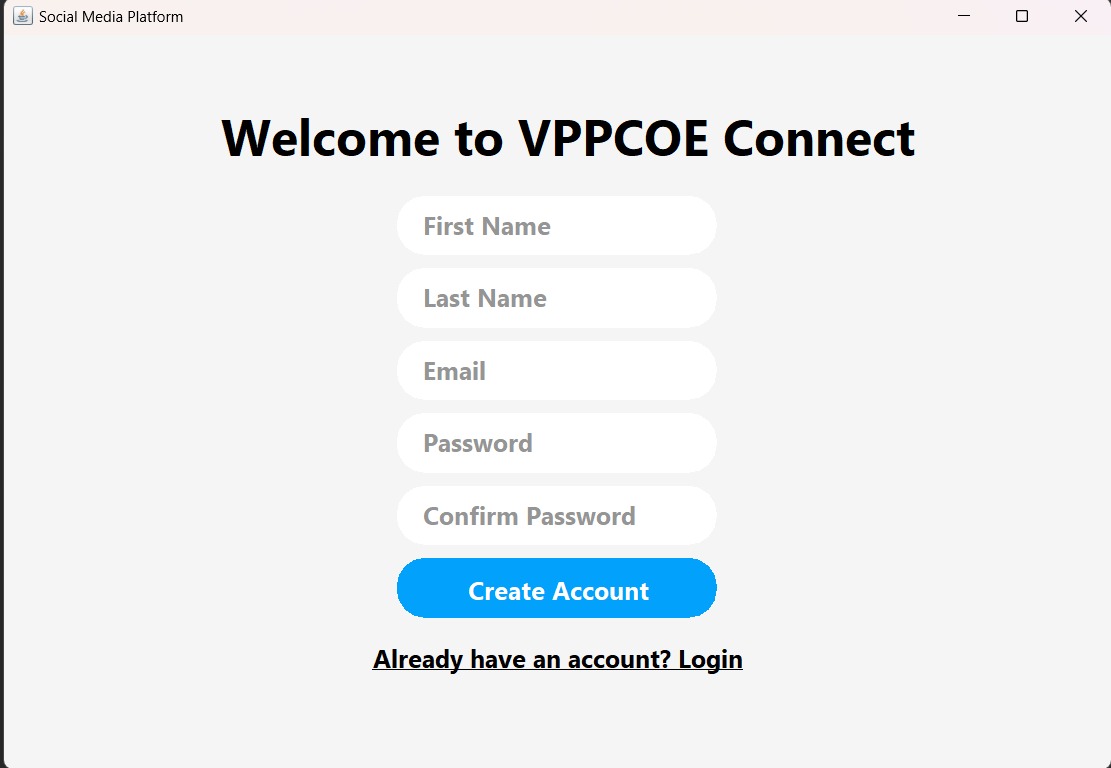 Social Media Platform
Welcome to VPPCOE Connect
First Name
Last Name
Email
Password
Confirm Password
Create Account
Already have an account? Login